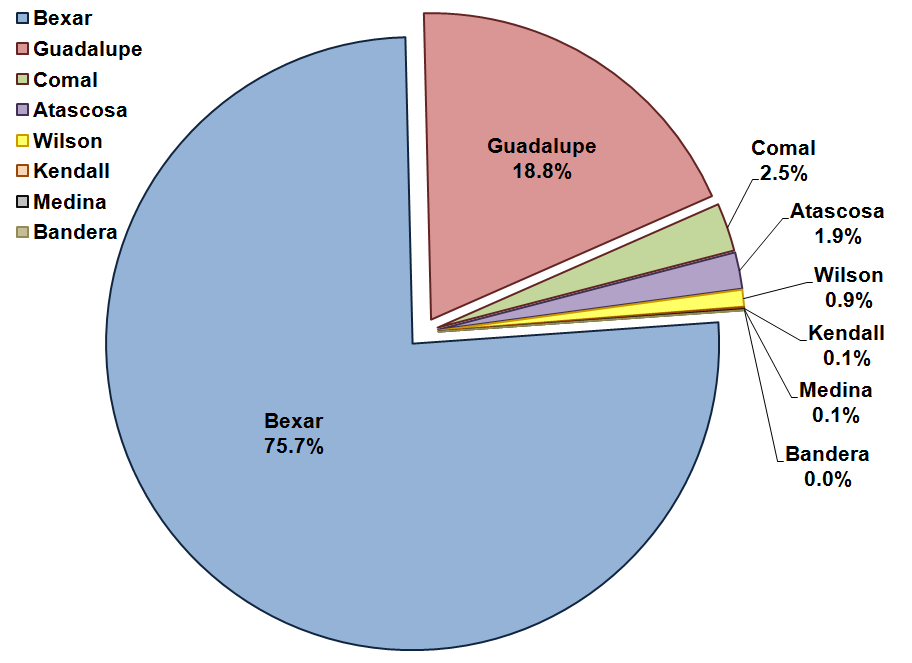 Bexar
Guadalupe
Comal
Atascosa
Wilson
Kendall
Medina
Bandera
Guadalupe
18.8%
Comal
2.5%
Atascosa
1.9%
Wilson
0.9%
Kendall
0.1%
Medina
0.1%
Bandera
0.0%
Bexar
75.7%